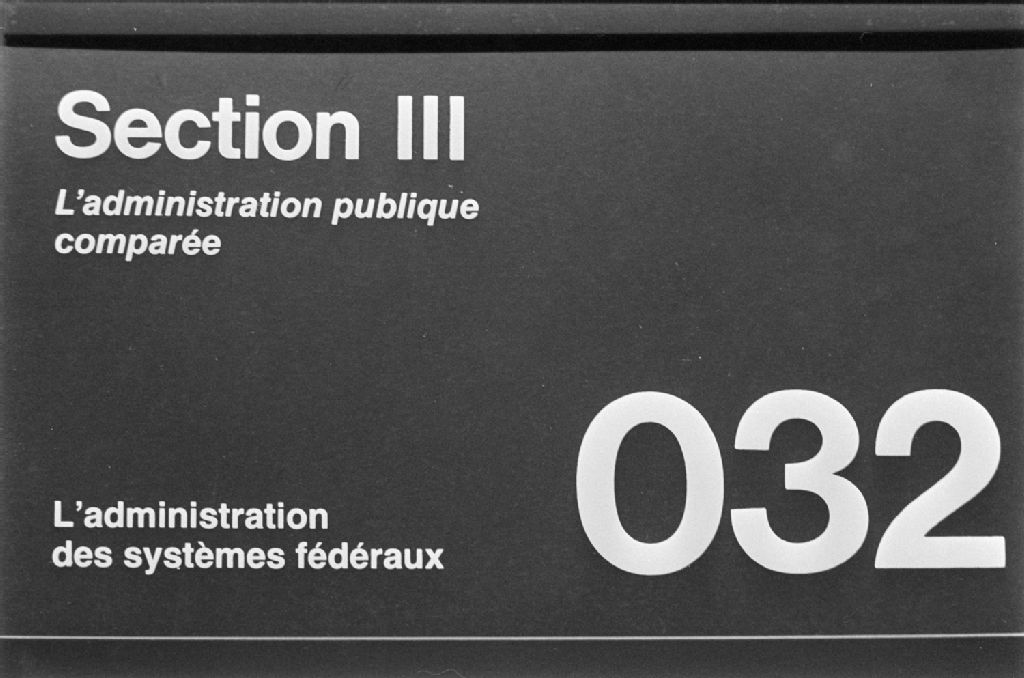 Section III
L’administration publique
comparée
L’administration
des systèmes fédéraux
032